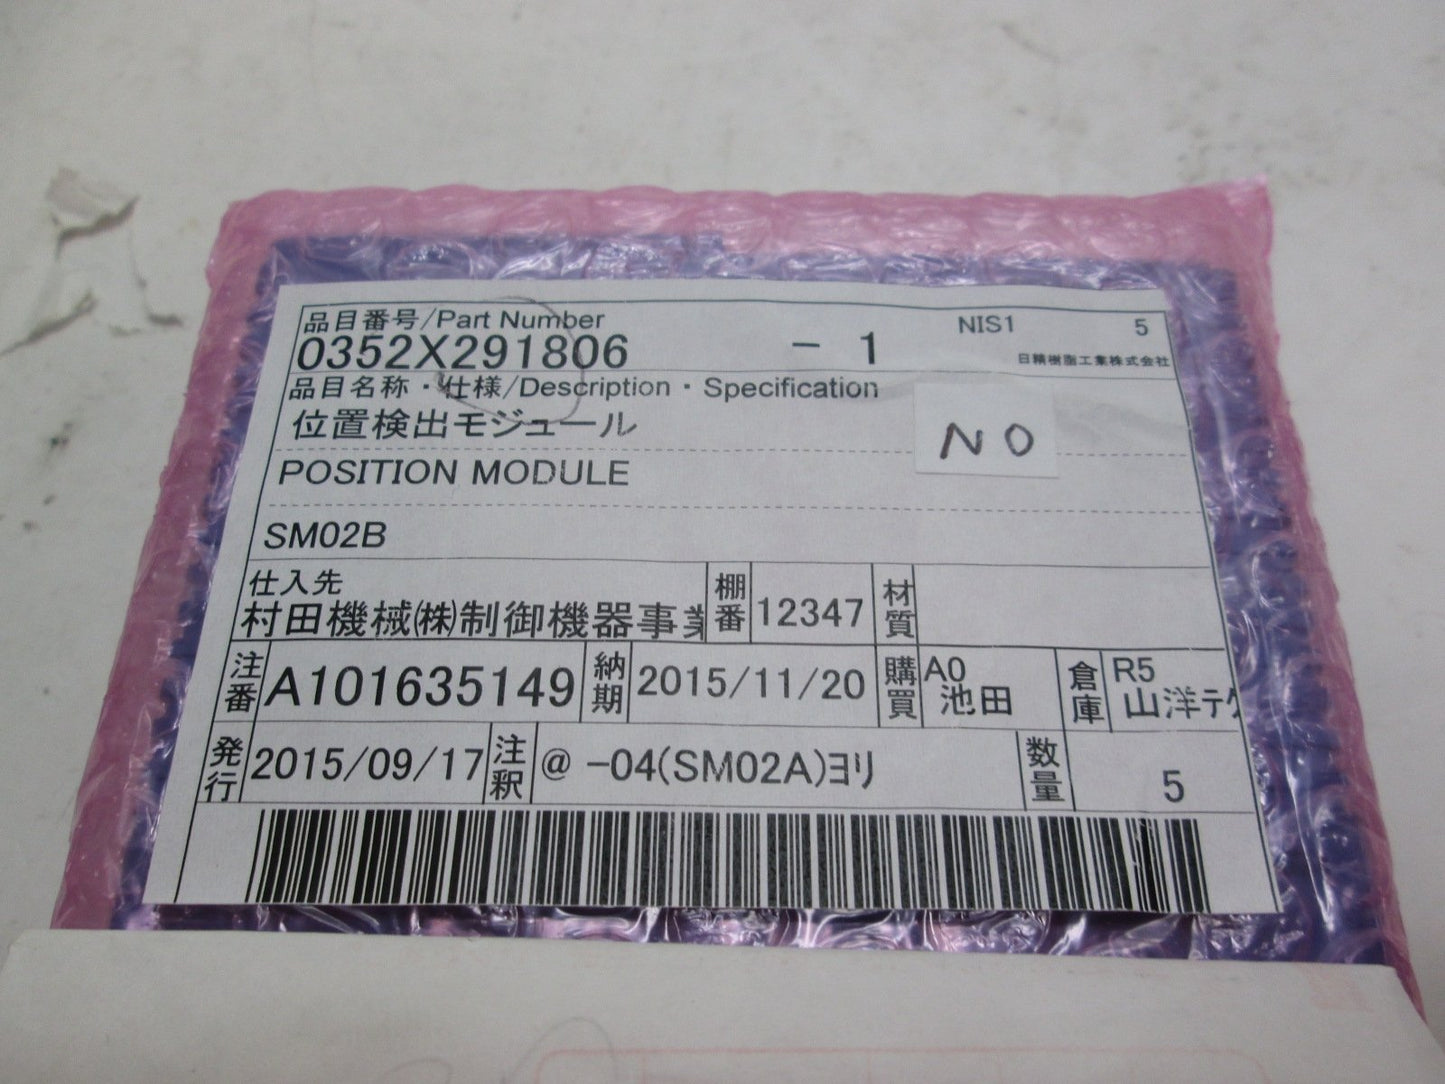 品目番号/Part Number NIS1 5
0352X291806 - 1 日精樹脂工業株式会社
品目名称・仕様/Description・Specification
位置検出モジュール NO
POSITION MODULE
SM02B
仕入先 村田機械㈱制御機器事業 棚番 12347 材質
注番 A101635149 納期 2015/11/20 購買 A0 池田 倉庫 R5 山洋テク
発行 2015/09/17 注釈 @ -04(SM02A)ヨリ 数量 5